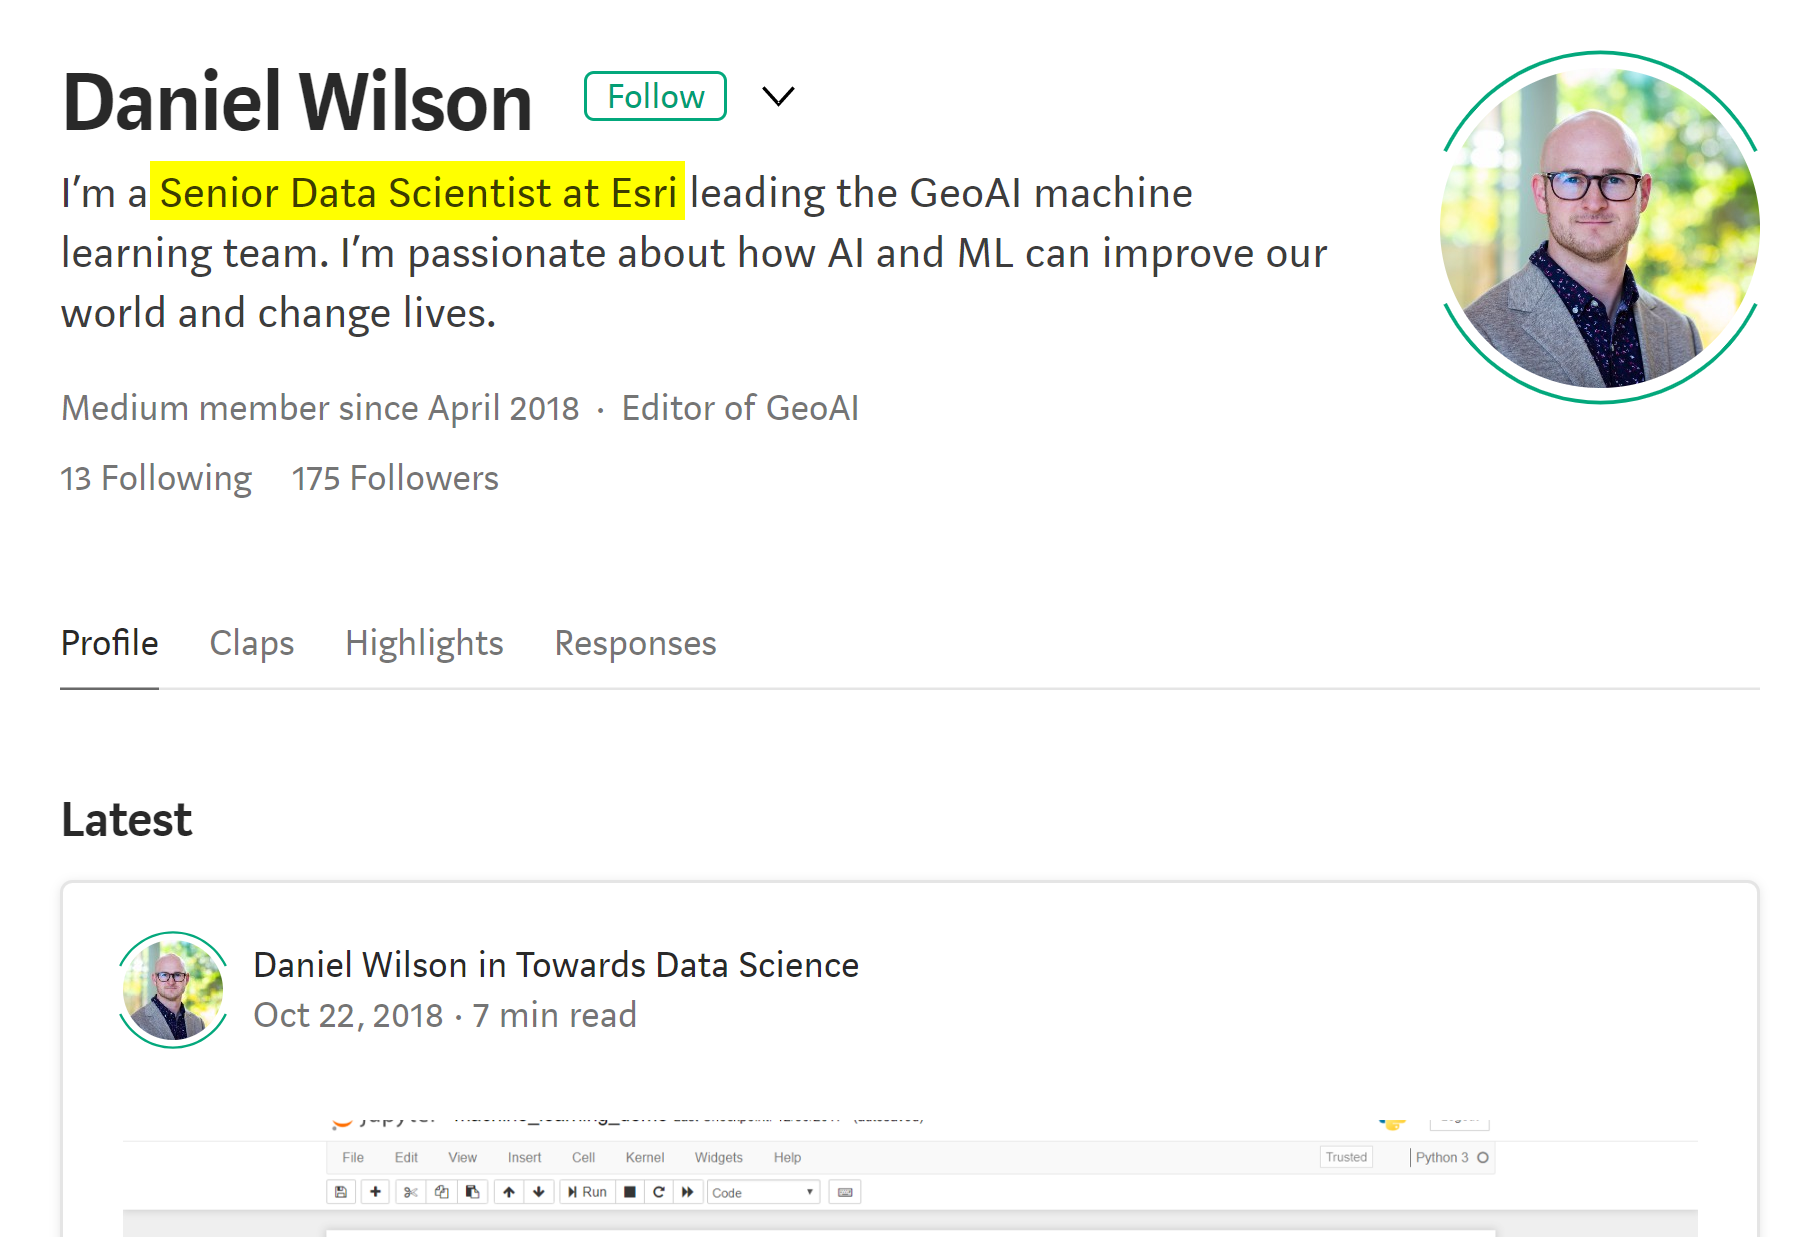 Daniel Wilson Follow
I'm a Senior Data Scientist at Esri leading the GeoAI machine
learning team. I'm passionate about how AI and ML can improve our
world and change lives.
Medium member since April 2018 · Editor of GeoAI
13 Following 175 Followers
Profile Claps Highlights Responses
Latest
Daniel Wilson in Towards Data Science
Oct 22, 2018 · 7 min read
File Edit View Insert Cell Kernel Widgets Help Trusted Python 3
Run Code